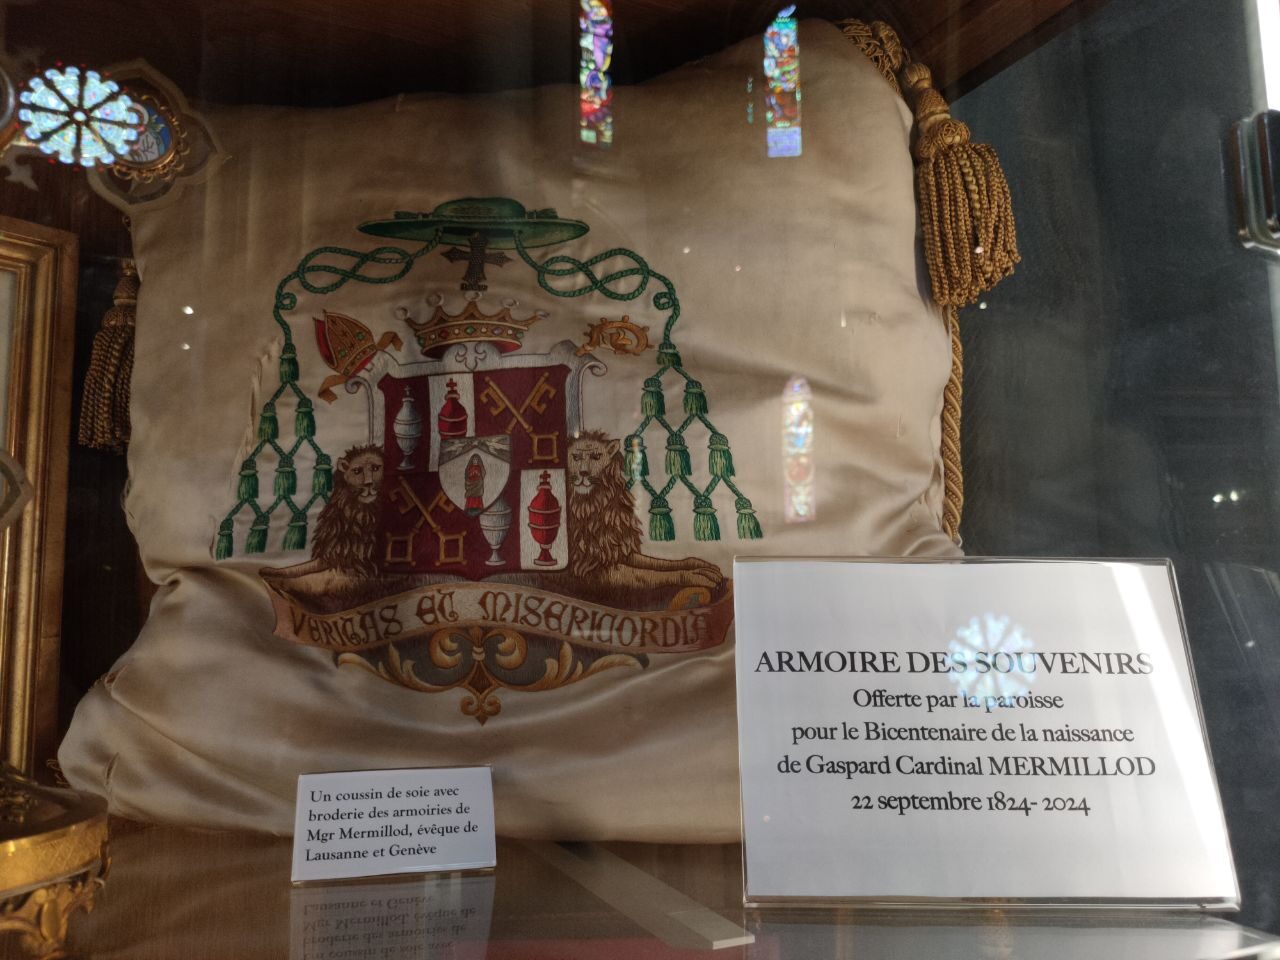 VERITAS ET MISERICORDIA
ARMOIRE DES SOUVENIRS
Offerte par la paroisse
pour le Bicentenaire de la naissance
de Gaspard Cardinal MERMILLOD
22 septembre 1824- 2024
Un coussin de soie avec
broderie des armoiries de
Mgr Mermillod, évêque de
Lausanne et Genève